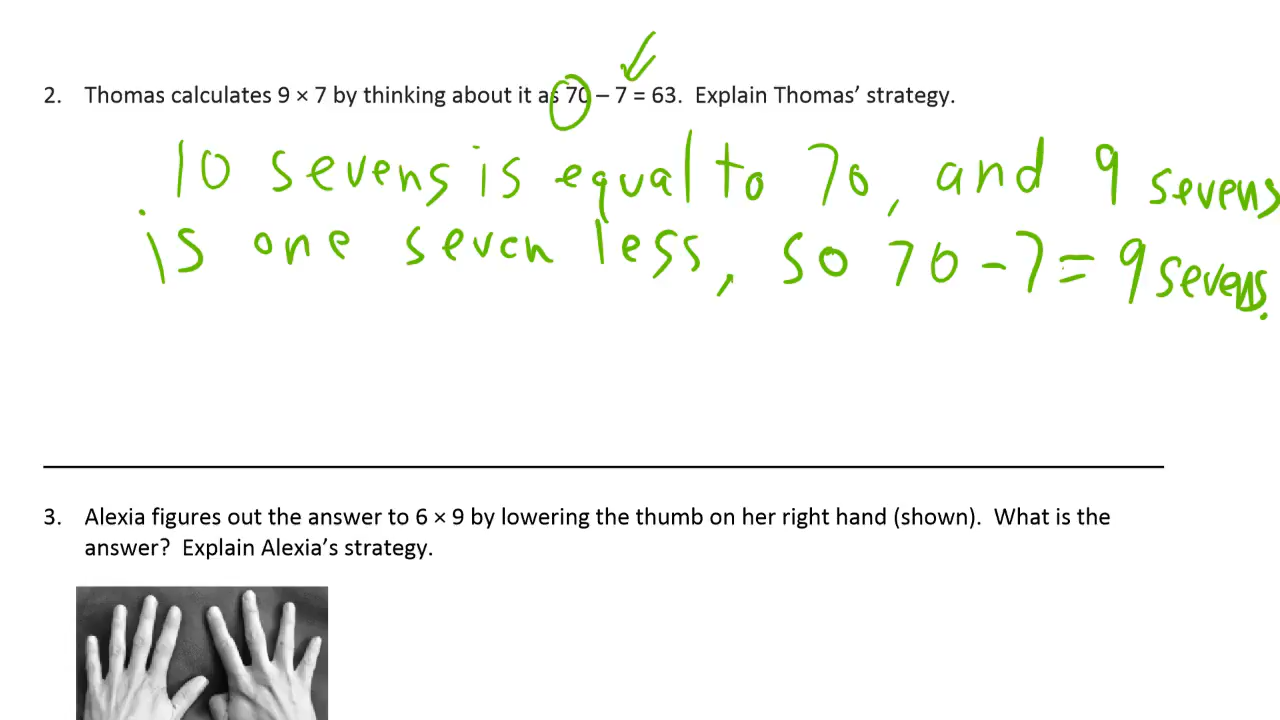 2. Thomas calculates 9 × 7 by thinking about it as 70 – 7 = 63. Explain Thomas’ strategy.
10 sevens is equal to 70, and 9 sevens
is one seven less, so 70 - 7 = 9 sevens.
3. Alexia figures out the answer to 6 × 9 by lowering the thumb on her right hand (shown). What is the
answer? Explain Alexia’s strategy.